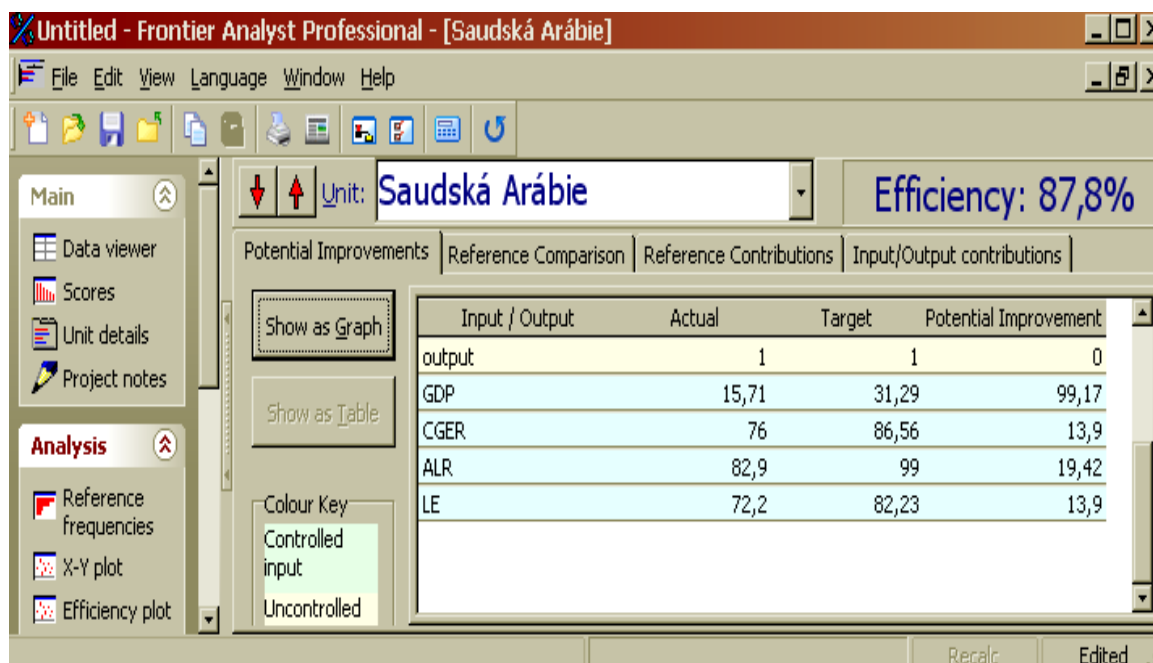 Untitled - Frontier Analyst Professional - [Saudská Arábie]
File Edit View Language Window Help
Main
Data viewer
Scores
Unit details
Project notes
Analysis
Reference
frequencies
X-Y plot
Efficiency plot
Unit: Saudská Arábie
Efficiency: 87,8%
Potential Improvements Reference Comparison Reference Contributions Input/Output contributions
Show as Graph
Show as Table
Colour Key
Controlled
input
Uncontrolled
Input / Output Actual Target Potential Improvement
output 1 1 0
GDP 15,71 31,29 99,17
CGER 76 86,56 13,9
ALR 82,9 99 19,42
LE 72,2 82,23 13,9
Recalc Edited